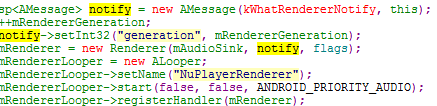 sp<AMessage> notify = new AMessage(kWhatRendererNotify, this);
++mRendererGeneration;
notify->setInt32("generation", mRendererGeneration);
mRenderer = new Renderer(mAudioSink, notify, flags);
mRendererLooper = new ALooper;
mRendererLooper->setName("NuPlayerRenderer");
mRendererLooper->start(false, false, ANDROID_PRIORITY_AUDIO);
mRendererLooper->registerHandler(mRenderer);